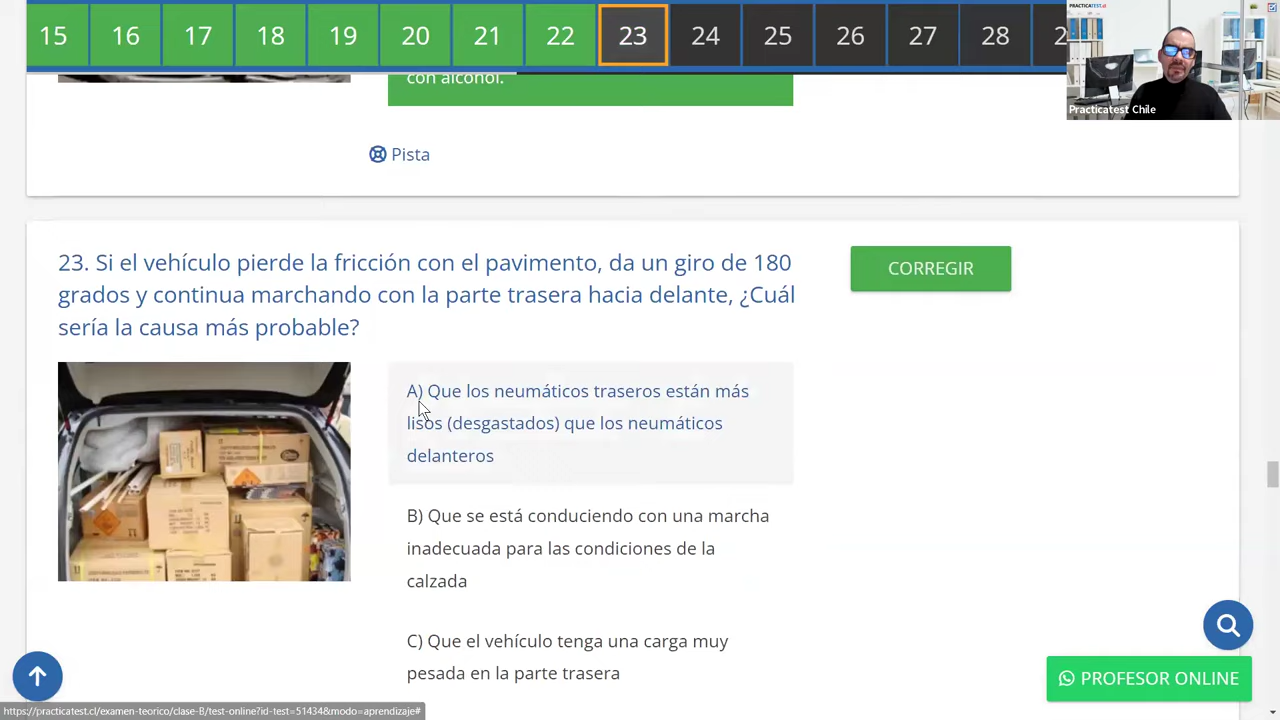 15 16 17 18 19 20 21 22 23 24 25 26 27 28 2
PRACTICATEST.cl
Practicatest Chile
con alcohol.
Pista
23. Si el vehículo pierde la fricción con el pavimento, da un giro de 180
grados y continua marchando con la parte trasera hacia delante, ¿Cuál
sería la causa más probable?
CORREGIR
A) Que los neumáticos traseros están más
lisos (desgastados) que los neumáticos
delanteros
B) Que se está conduciendo con una marcha
inadecuada para las condiciones de la
calzada
C) Que el vehículo tenga una carga muy
pesada en la parte trasera
PROFESOR ONLINE
https://practicatest.cl/examen-teorico/clase-B/test-online?id-test=51434&modo=aprendizaje#